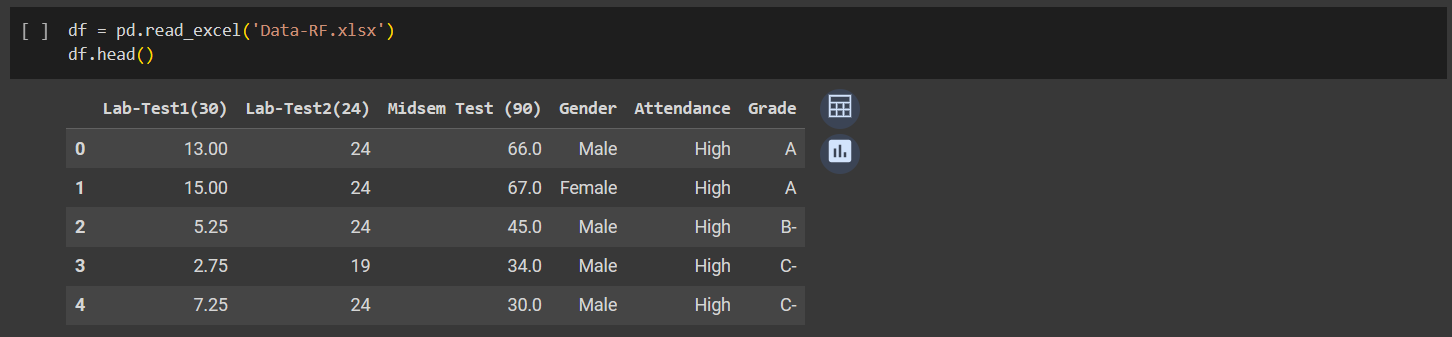 [ ] df = pd.read_excel('Data-RF.xlsx')
df.head()
Lab-Test1(30) Lab-Test2(24) Midsem Test (90) Gender Attendance Grade
0 13.00 24 66.0 Male High A
1 15.00 24 67.0 Female High A
2 5.25 24 45.0 Male High B-
3 2.75 19 34.0 Male High C-
4 7.25 24 30.0 Male High C-